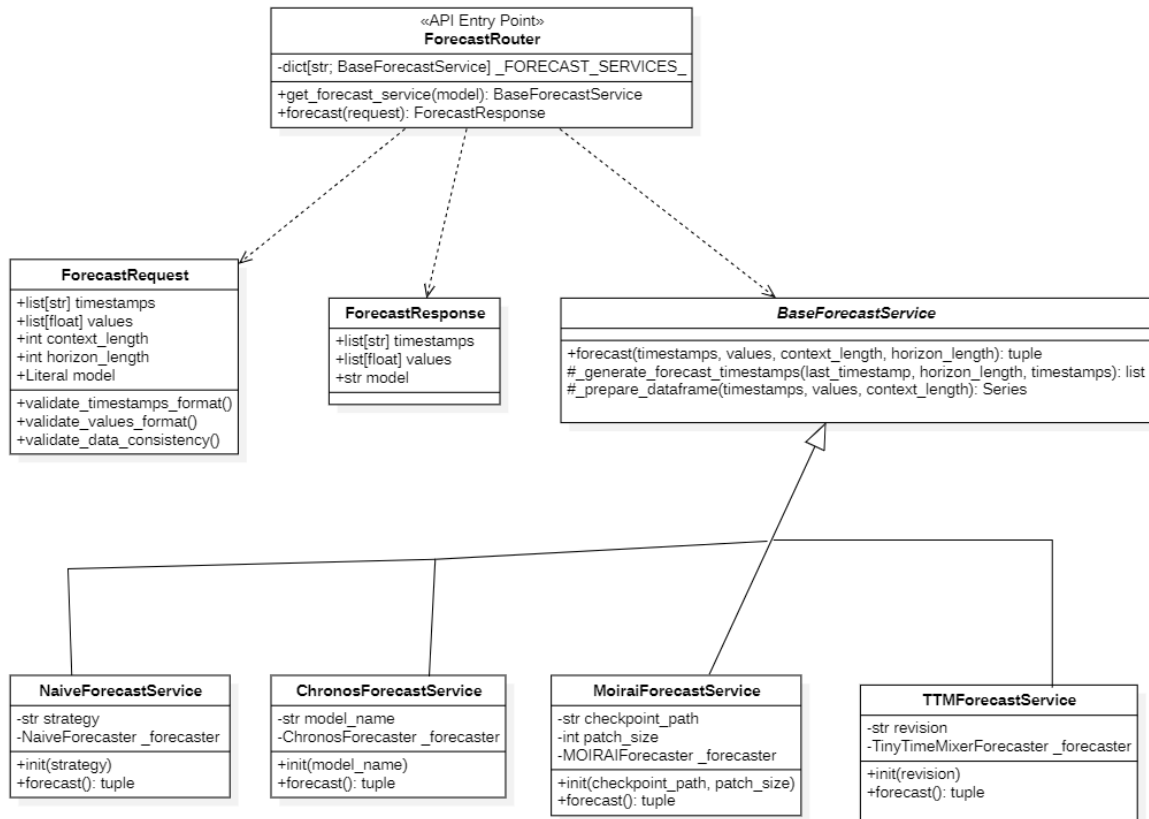 «API Entry Point»
ForecastRouter
-dict[str; BaseForecastService] _FORECAST_SERVICES_
+get_forecast_service(model): BaseForecastService
+forecast(request): ForecastResponse
ForecastRequest
+list[str] timestamps
+list[float] values
+int context_length
+int horizon_length
+Literal model
+validate_timestamps_format()
+validate_values_format()
+validate_data_consistency()
ForecastResponse
+list[str] timestamps
+list[float] values
+str model
BaseForecastService
+forecast(timestamps, values, context_length, horizon_length): tuple
#_generate_forecast_timestamps(last_timestamp, horizon_length, timestamps): list
#_prepare_dataframe(timestamps, values, context_length): Series
NaiveForecastService
-str strategy
-NaiveForecaster _forecaster
+init(strategy)
+forecast(): tuple
ChronosForecastService
-str model_name
-ChronosForecaster _forecaster
+init(model_name)
+forecast(): tuple
MoiraiForecastService
-str checkpoint_path
-int patch_size
-MOIRAIForecaster _forecaster
+init(checkpoint_path, patch_size)
+forecast(): tuple
TTMForecastService
-str revision
-TinyTimeMixerForecaster _forecaster
+init(revision)
+forecast(): tuple